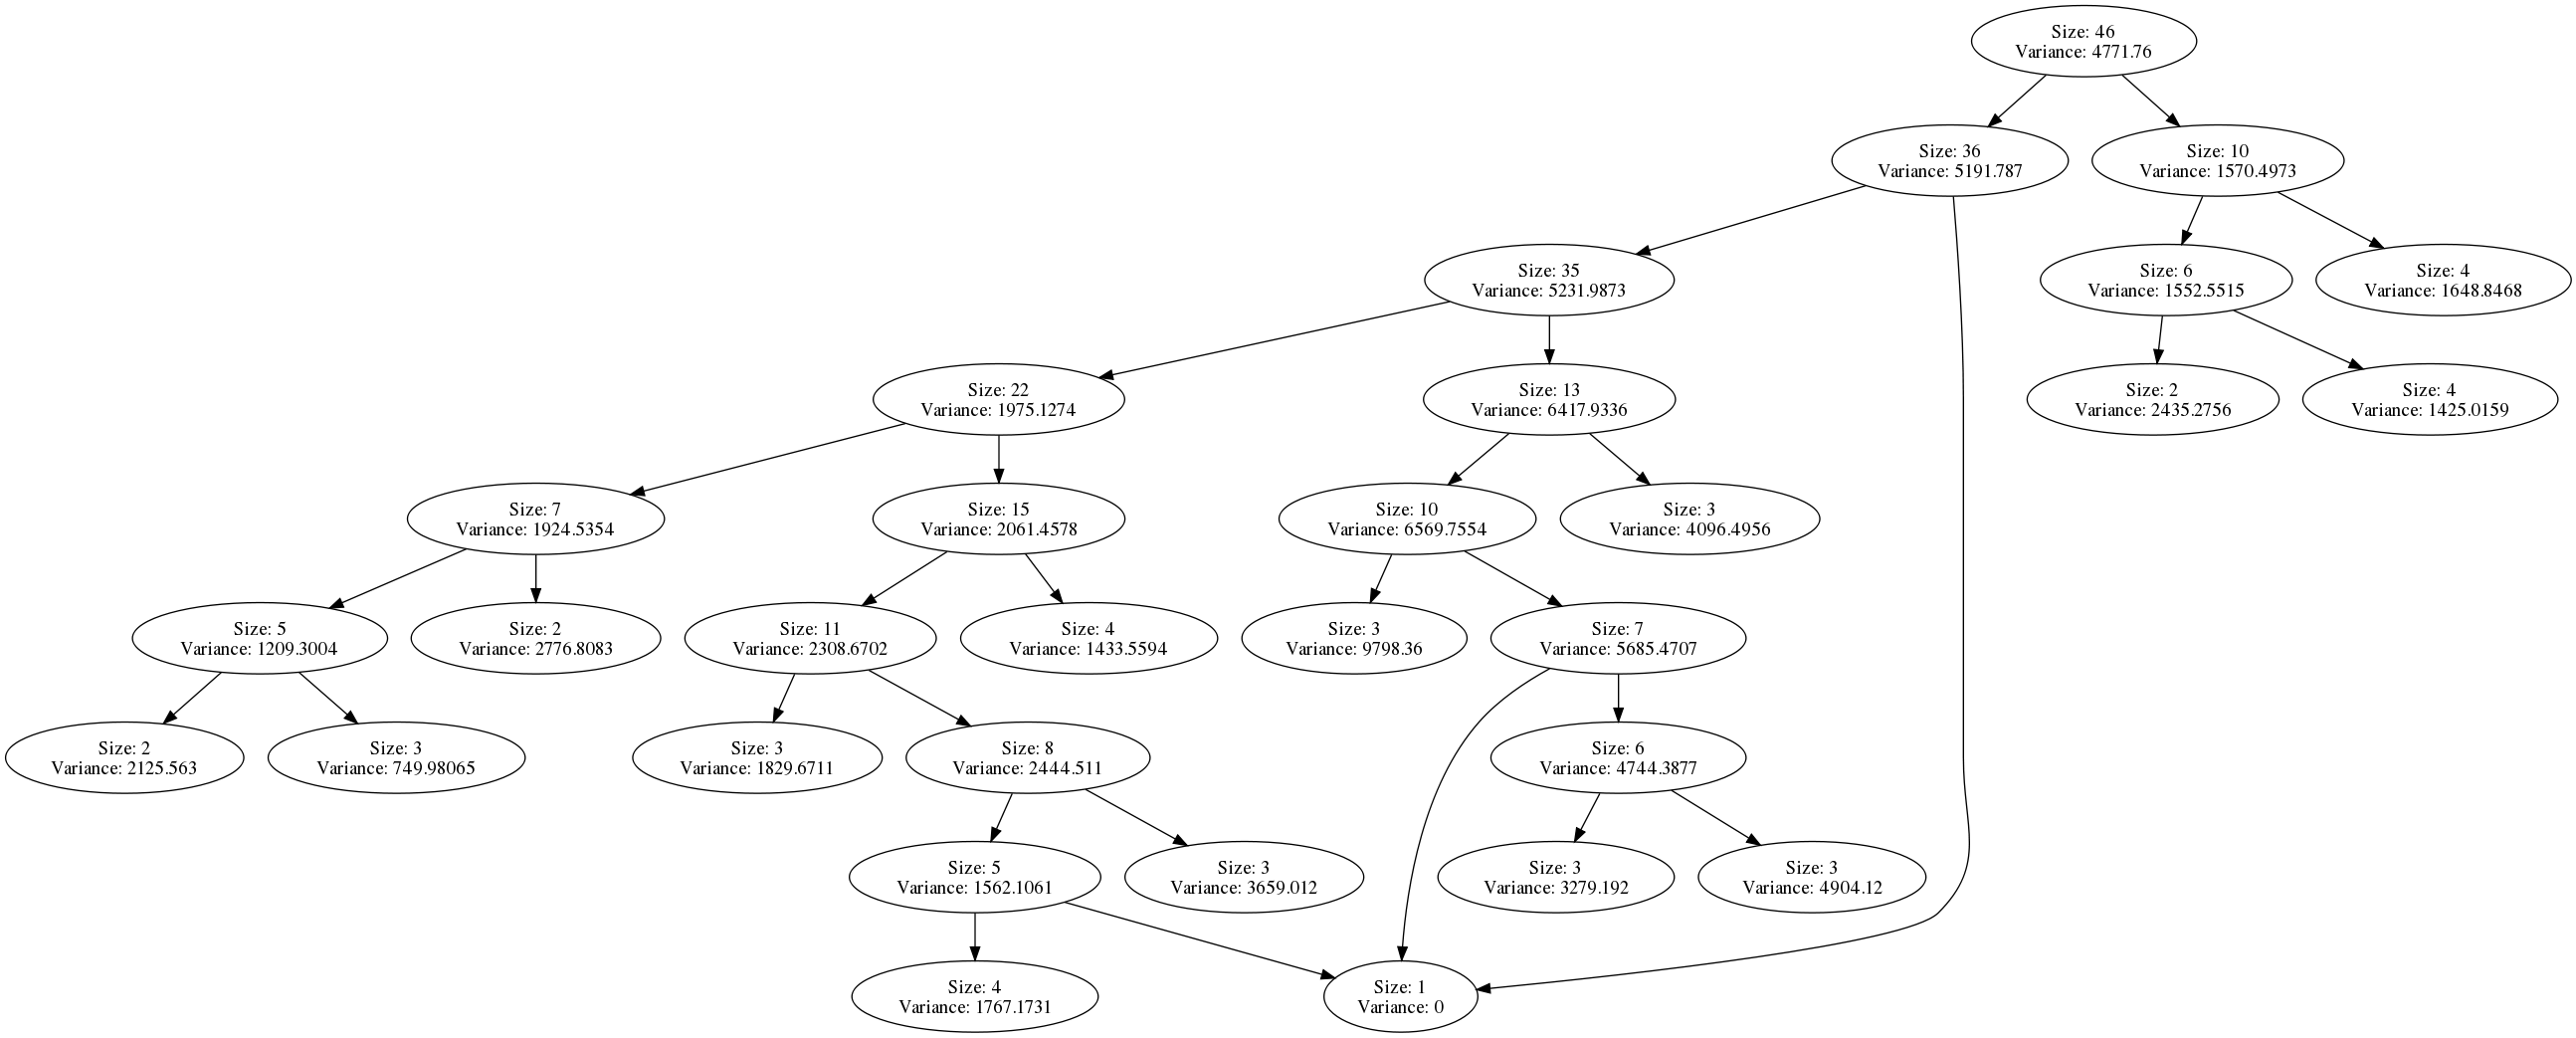 Size: 46
Variance: 4771.76
Size: 36
Variance: 5191.787
Size: 10
Variance: 1570.4973
Size: 35
Variance: 5231.9873
Size: 6
Variance: 1552.5515
Size: 4
Variance: 1648.8468
Size: 22
Variance: 1975.1274
Size: 13
Variance: 6417.9336
Size: 2
Variance: 2435.2756
Size: 4
Variance: 1425.0159
Size: 7
Variance: 1924.5354
Size: 15
Variance: 2061.4578
Size: 10
Variance: 6569.7554
Size: 3
Variance: 4096.4956
Size: 5
Variance: 1209.3004
Size: 2
Variance: 2776.8083
Size: 11
Variance: 2308.6702
Size: 4
Variance: 1433.5594
Size: 3
Variance: 9798.36
Size: 7
Variance: 5685.4707
Size: 2
Variance: 2125.563
Size: 3
Variance: 749.98065
Size: 3
Variance: 1829.6711
Size: 8
Variance: 2444.511
Size: 6
Variance: 4744.3877
Size: 5
Variance: 1562.1061
Size: 3
Variance: 3659.012
Size: 3
Variance: 3279.192
Size: 3
Variance: 4904.12
Size: 4
Variance: 1767.1731
Size: 1
Variance: 0